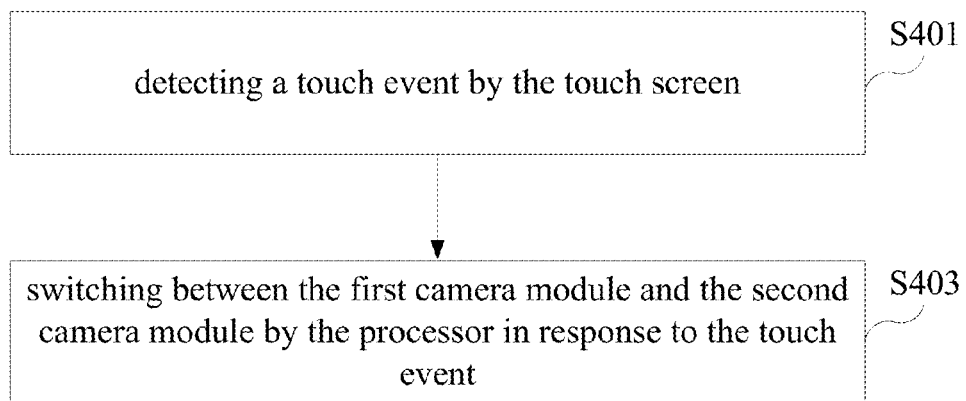 S401
detecting a touch event by the touch screen
S403
switching between the first camera module and the second
camera module by the processor in response to the touch
event